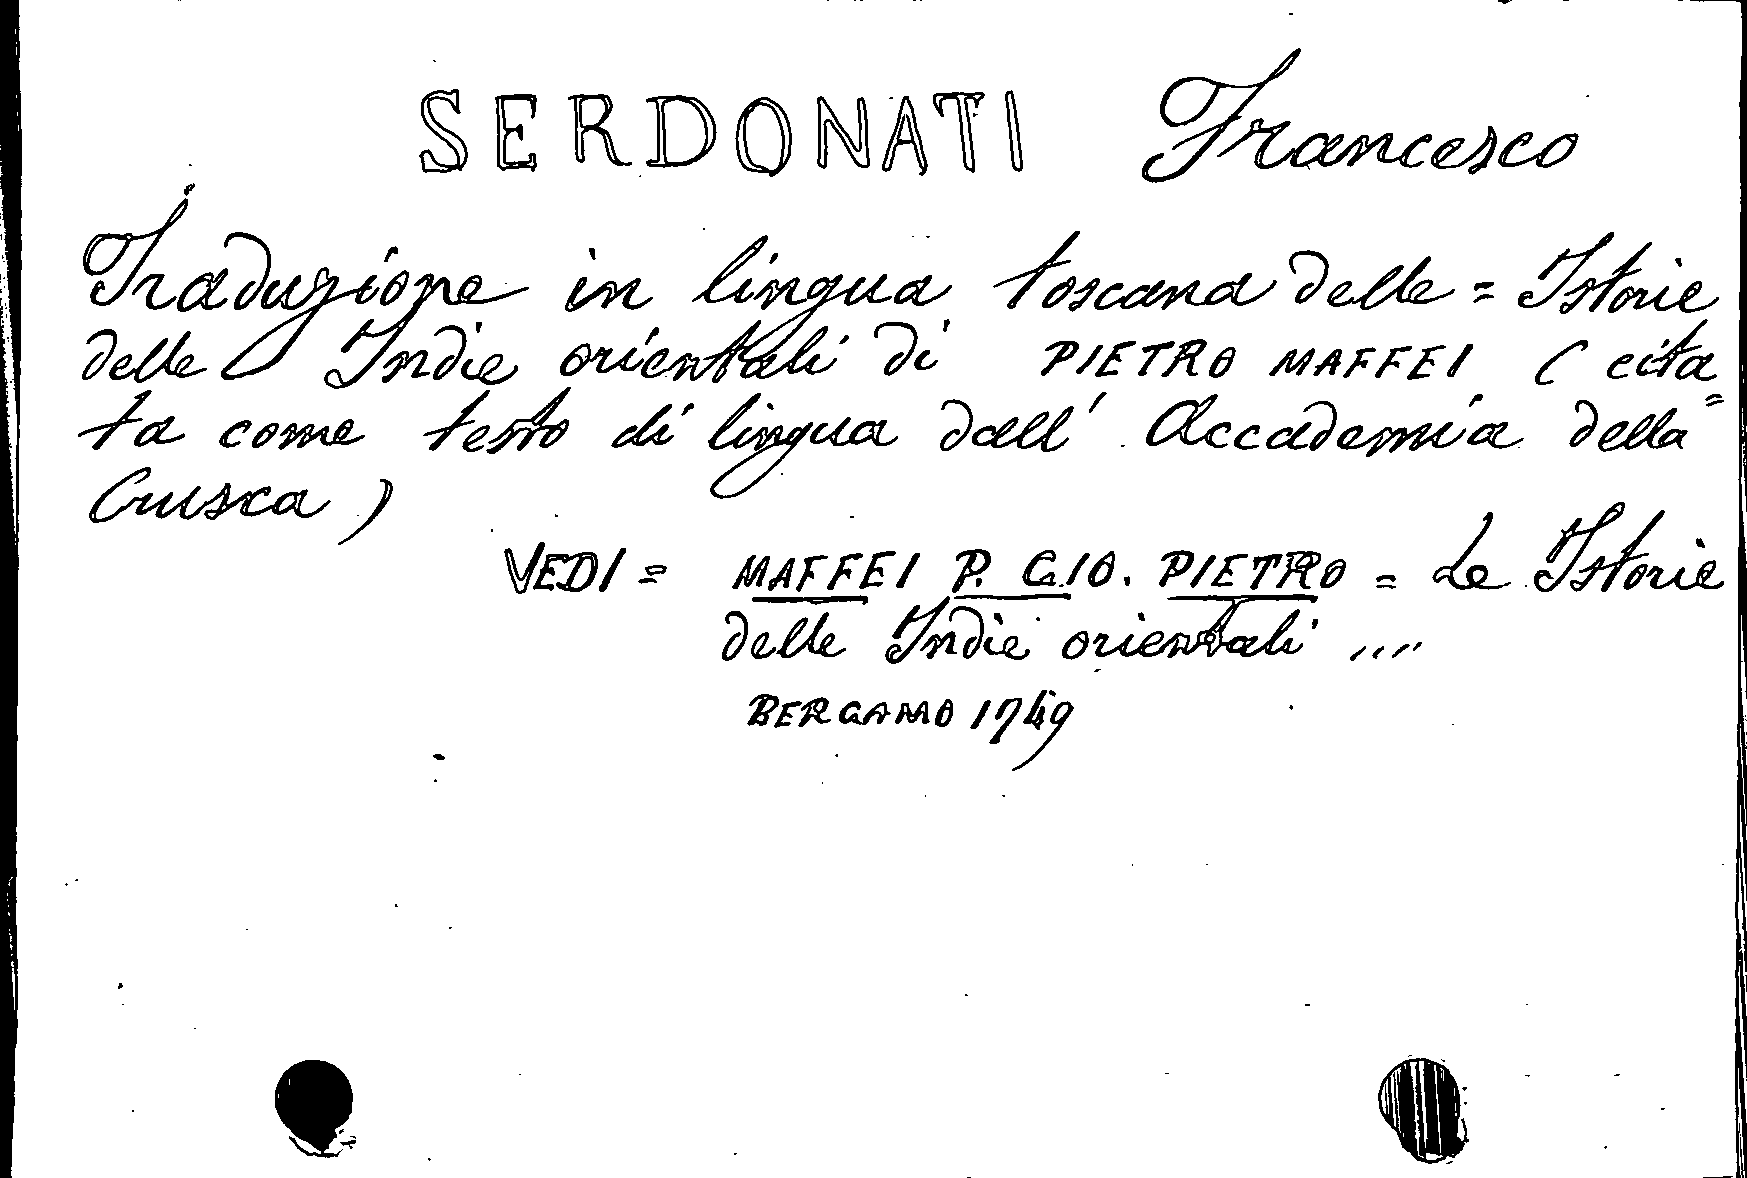 SERDONATI Francesco
Traduzione in lingua toscana delle = Istorie
delle Indie orientali di PIETRO MAFFEI ( cita=
ta come testo di lingua dall' Accademia della
Crusca )
VEDI = MAFFEI P. GIO. PIETRO = Le Istorie
delle Indie orientali ....
BERGAMO 1749